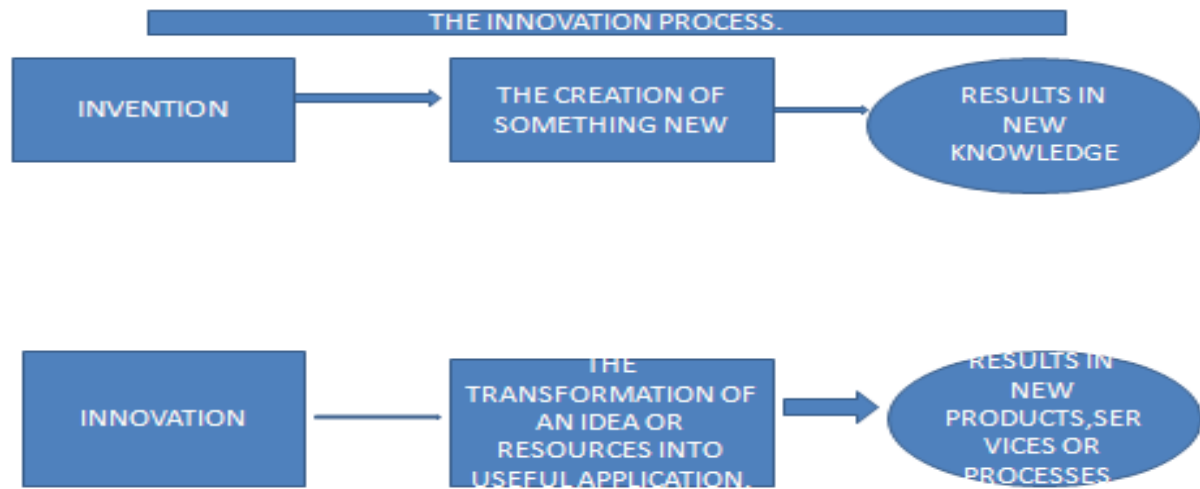 THE INNOVATION PROCESS.
INVENTION
THE CREATION OF
SOMETHING NEW
RESULTS IN
NEW
KNOWLEDGE
INNOVATION
THE
TRANSFORMATION OF
AN IDEA OR
RESOURCES INTO
USEFUL APPLICATION.
RESULTS IN
NEW
PRODUCTS,SER
VICES OR
PROCESSES